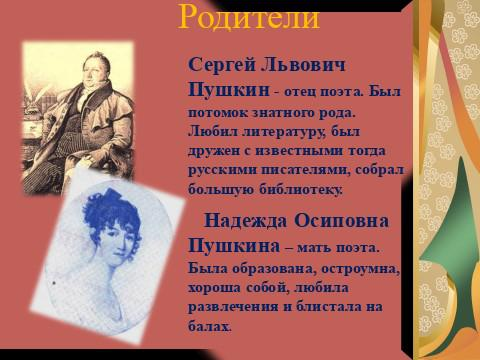 Родители
Сергей Львович
Пушкин - отец поэта. Был
потомок знатного рода.
Любил литературу, был
дружен с известными тогда
русскими писателями, собрал
большую библиотеку.
Надежда Осиповна
Пушкина – мать поэта.
Была образована, остроумна,
хороша собой, любила
развлечения и блистала на
балах.